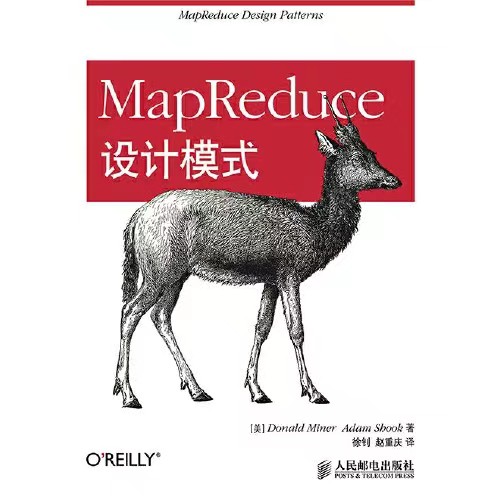 MapReduce Design Patterns
MapReduce
设计模式
[美] Donald Miner Adam Shook 著
徐钊 赵重庆 译
O'REILLY®
人民邮电出版社
POSTS & TELECOM PRESS